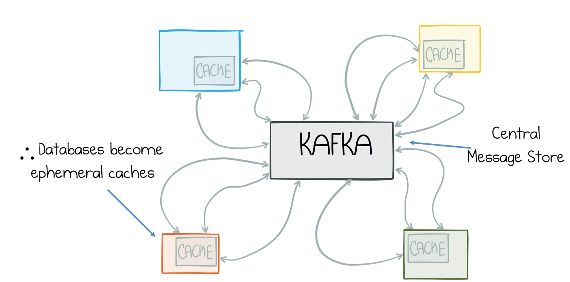 CACHE
CACHE
KAFKA
Central
Message Store
∴ Databases become
ephemeral caches
CACHE
CACHE